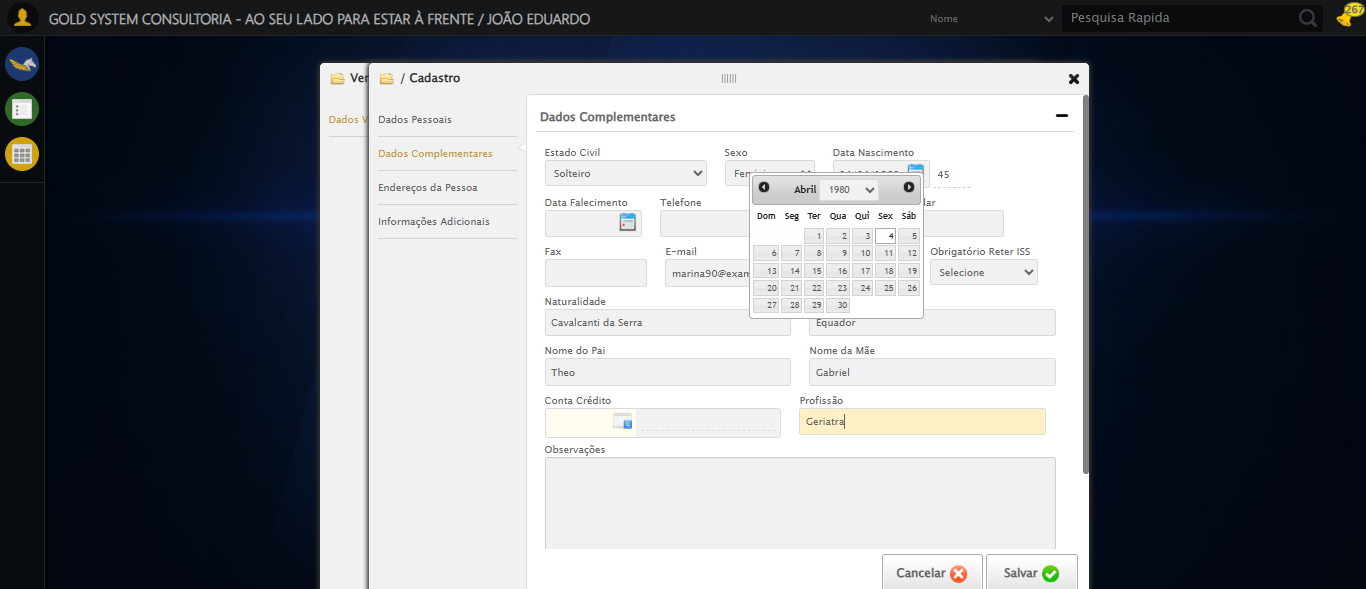 GOLD SYSTEM CONSULTORIA - AO SEU LADO PARA ESTAR À FRENTE / JOÃO EDUARDO
Nome
Pesquisa Rapida
267
Ver
/ Cadastro
Dados V
Dados Pessoais
Dados Complementares
Endereços da Pessoa
Informações Adicionais
Dados Complementares
Estado Civil Sexo Data Nascimento
Solteiro 45
Abril 1980
Dom Seg Ter Qua Qui Sex Sáb
1 2 3 4 5
6 7 8 9 10 11 12
13 14 15 16 17 18 19
20 21 22 23 24 25 26
27 28 29 30
Data Falecimento Telefone lar
Fax E-mail Obrigatório Reter ISS
marina90@exam Selecione
Naturalidade
Cavalcanti da Serra Equador
Nome do Pai Nome da Mãe
Theo Gabriel
Conta Crédito Profissão
Geriatra
Observações
Cancelar Salvar